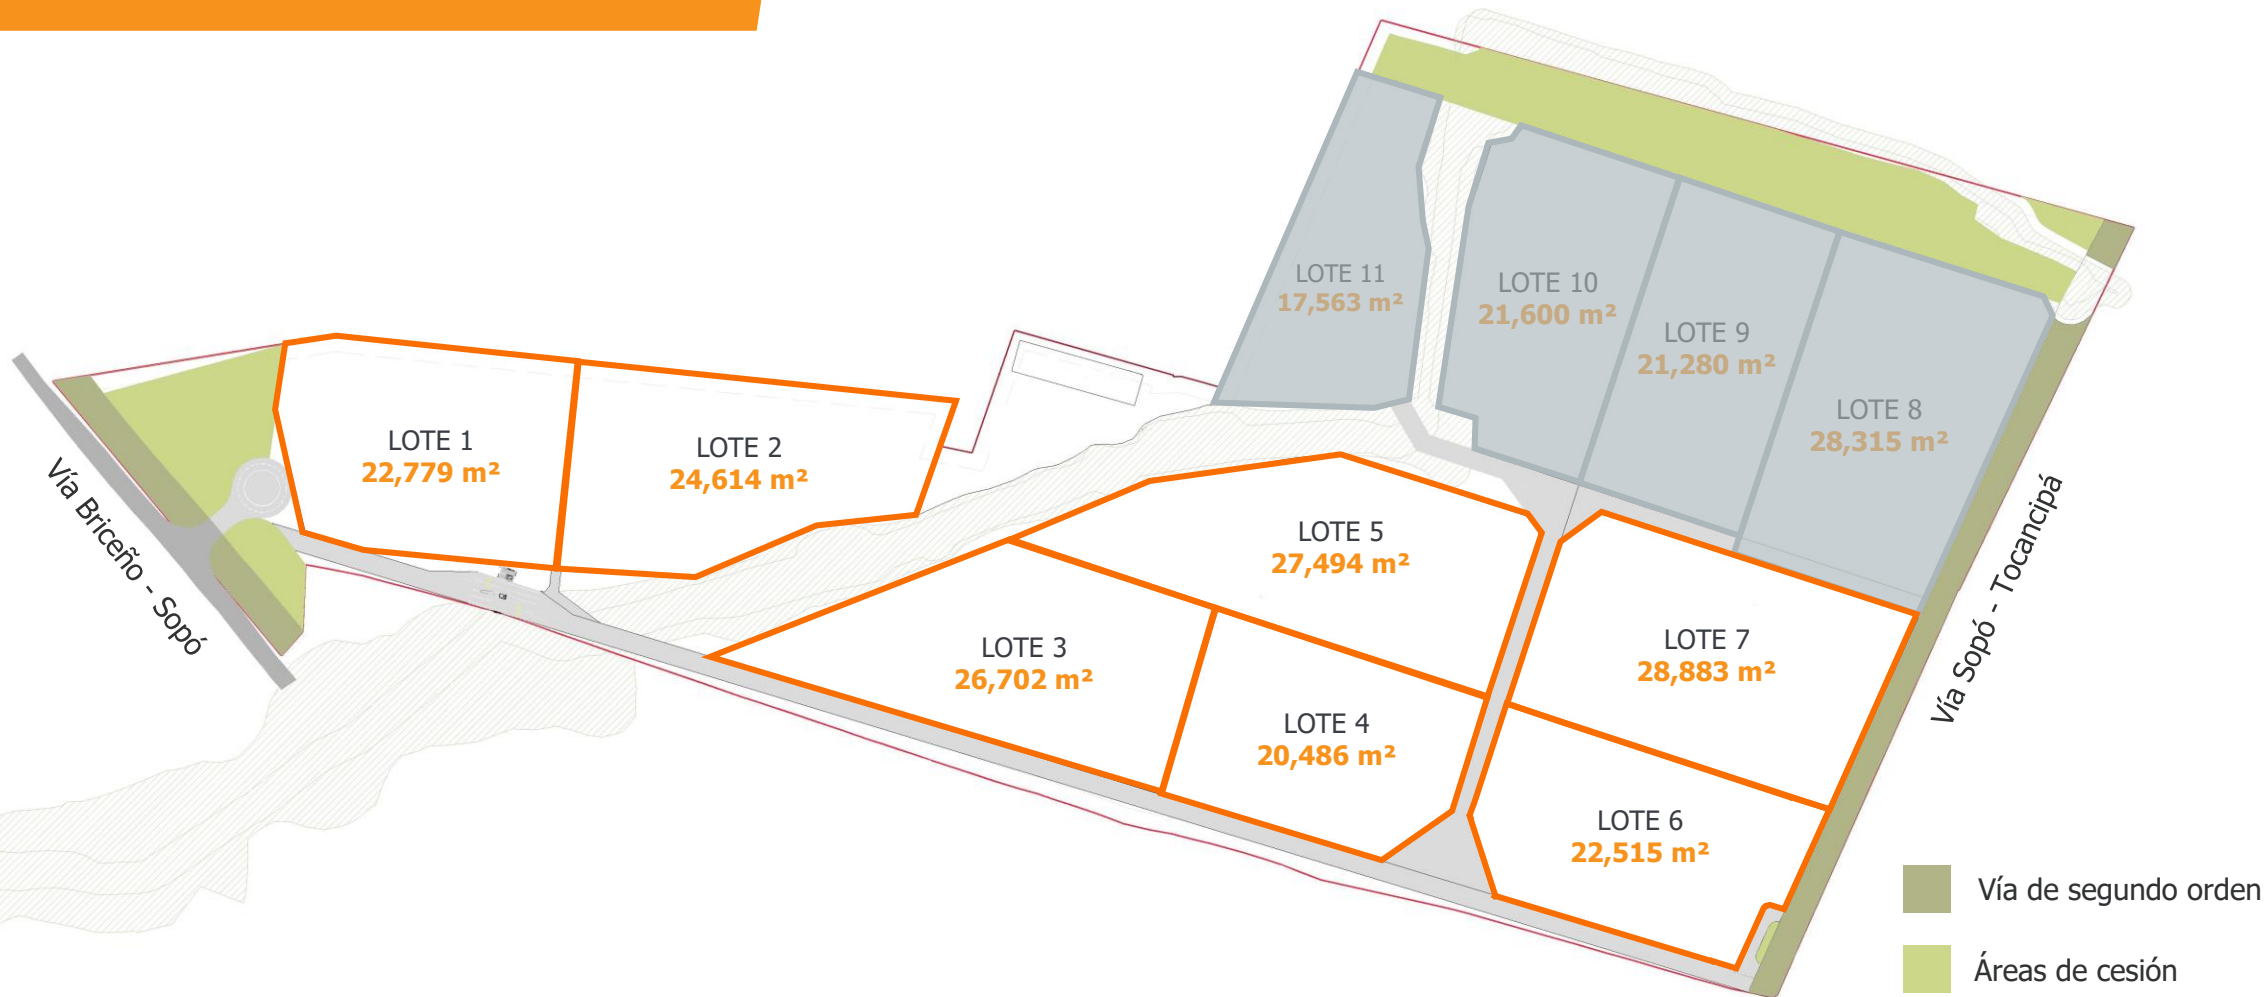 LOTE 11
17,563 m²
LOTE 10
21,600 m²
LOTE 9
21,280 m²
LOTE 8
28,315 m²
LOTE 1
22,779 m²
LOTE 2
24,614 m²
Vía Briceño - Sopó
LOTE 5
27,494 m²
LOTE 3
26,702 m²
LOTE 4
20,486 m²
LOTE 7
28,883 m²
LOTE 6
22,515 m²
Vía Sopó - Tocancipá
Vía de segundo orden
Áreas de cesión